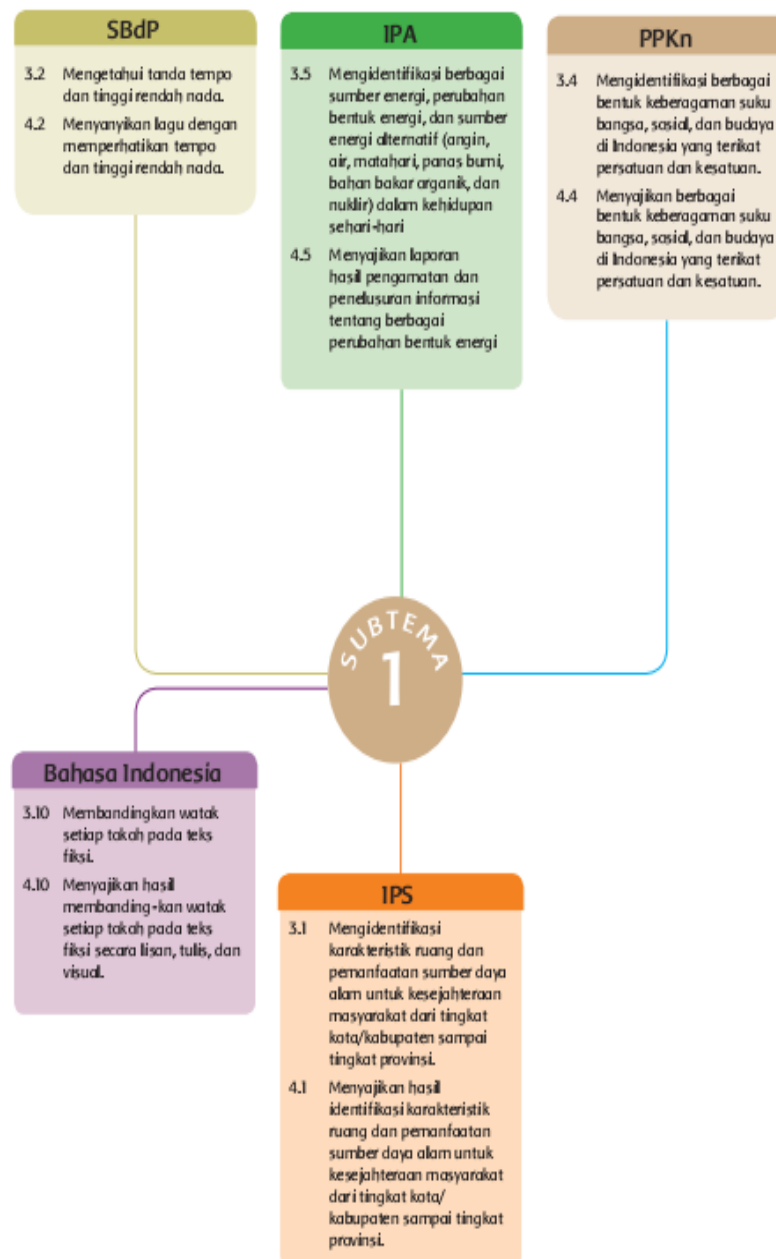 SBdP
3.2 Mengetahui tanda tempo
dan tinggi rendah nada.
4.2 Menyanyikan lagu dengan
memperhatikan tempo
dan tinggi rendah nada.
IPA
3.5 Mengidentifikasi berbagai
sumber energi, perubahan
bentuk energi, dan sumber
energi alternatif (angin,
air, matahari, panas bumi,
bahan bakar organik, dan
nuklir) dalam kehidupan
sehari-hari
4.5 Menyajikan laporan
hasil pengamatan dan
penelusuran informasi
tentang berbagai
perubahan bentuk energi
PPKn
3.4 Mengidentifikasi berbagai
bentuk keberagaman suku
bangsa, sosial, dan budaya
di Indonesia yang terikat
persatuan dan kesatuan.
4.4 Menyajikan berbagai
bentuk keberagaman suku
bangsa, sosial, dan budaya
di Indonesia yang terikat
persatuan dan kesatuan.
SUBTEMA
1
Bahasa Indonesia
3.10 Membandingkan watak
setiap tokoh pada teks
fiksi.
4.10 Menyajikan hasil
membanding-kan watak
setiap tokoh pada teks
fiksi secara lisan, tulis, dan
visual.
IPS
3.1 Mengidentifikasi
karakteristik ruang dan
pemanfaatan sumber daya
alam untuk kesejahteraan
masyarakat dari tingkat
kota/kabupaten sampai
tingkat provinsi.
4.1 Menyajikan hasil
identifikasi karakteristik
ruang dan pemanfaatan
sumber daya alam untuk
kesejahteraan masyarakat
dari tingkat kota/
kabupaten sampai tingkat
provinsi.